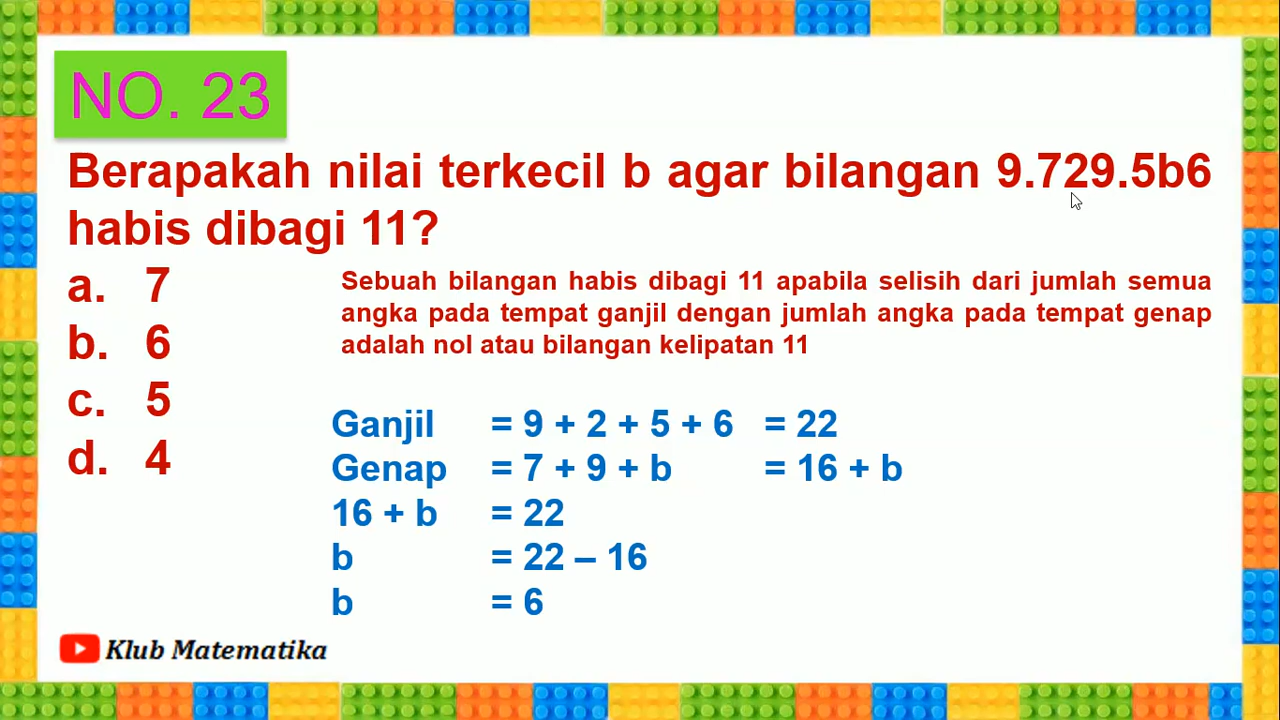 NO. 23
Berapakah nilai terkecil b agar bilangan 9.729.5b6
habis dibagi 11?
a. 7
b. 6
c. 5
d. 4
Sebuah bilangan habis dibagi 11 apabila selisih dari jumlah semua
angka pada tempat ganjil dengan jumlah angka pada tempat genap
adalah nol atau bilangan kelipatan 11
Ganjil = 9 + 2 + 5 + 6 = 22
Genap = 7 + 9 + b = 16 + b
16 + b = 22
b = 22 – 16
b = 6
Klub Matematika